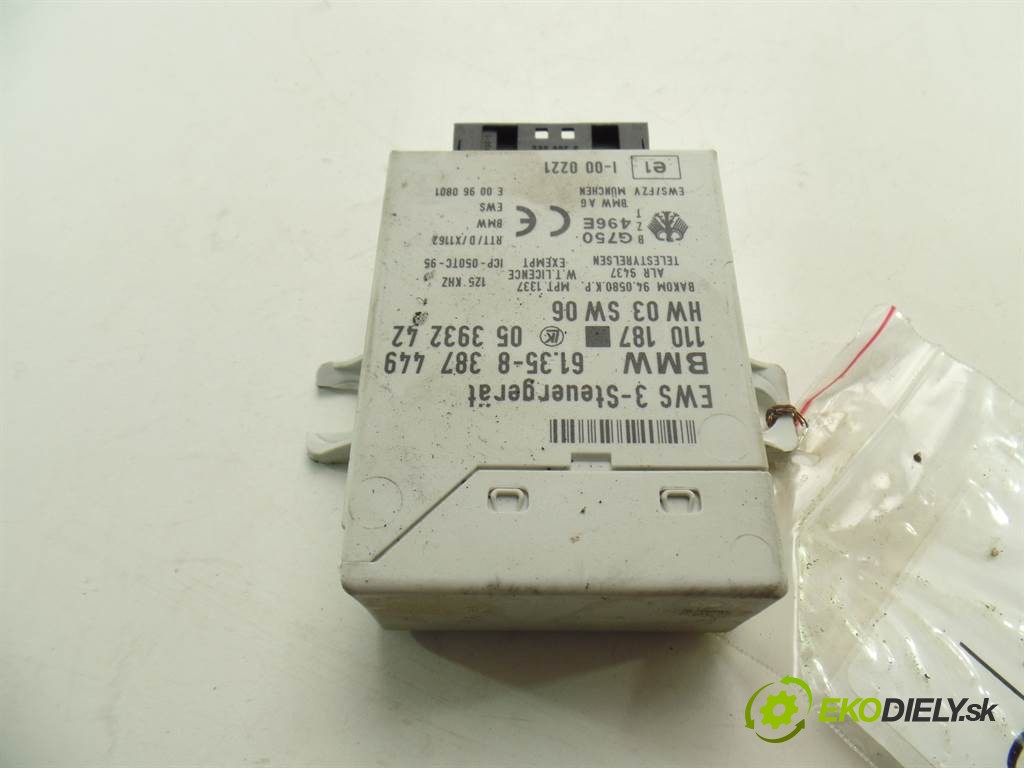 EWS 3-Steuergerät
BMW 61.35-8 387 449
110 187 05 3932 42
HW 03 SW 06
BAKOM 94.0580.K.P. MPT 1337 125 KHZ
ALR 9437 W.T.LICENCE ICP-050TC-95
TELESTYRELSEN EXEMPT
B G750 RTT/D/X1162
Z 496E CE BMW
T EWS
BMW AG E 00 96 0801
EWS/FZV MÜNCHEN
e1 1-00 0221
EKODIELY.sk